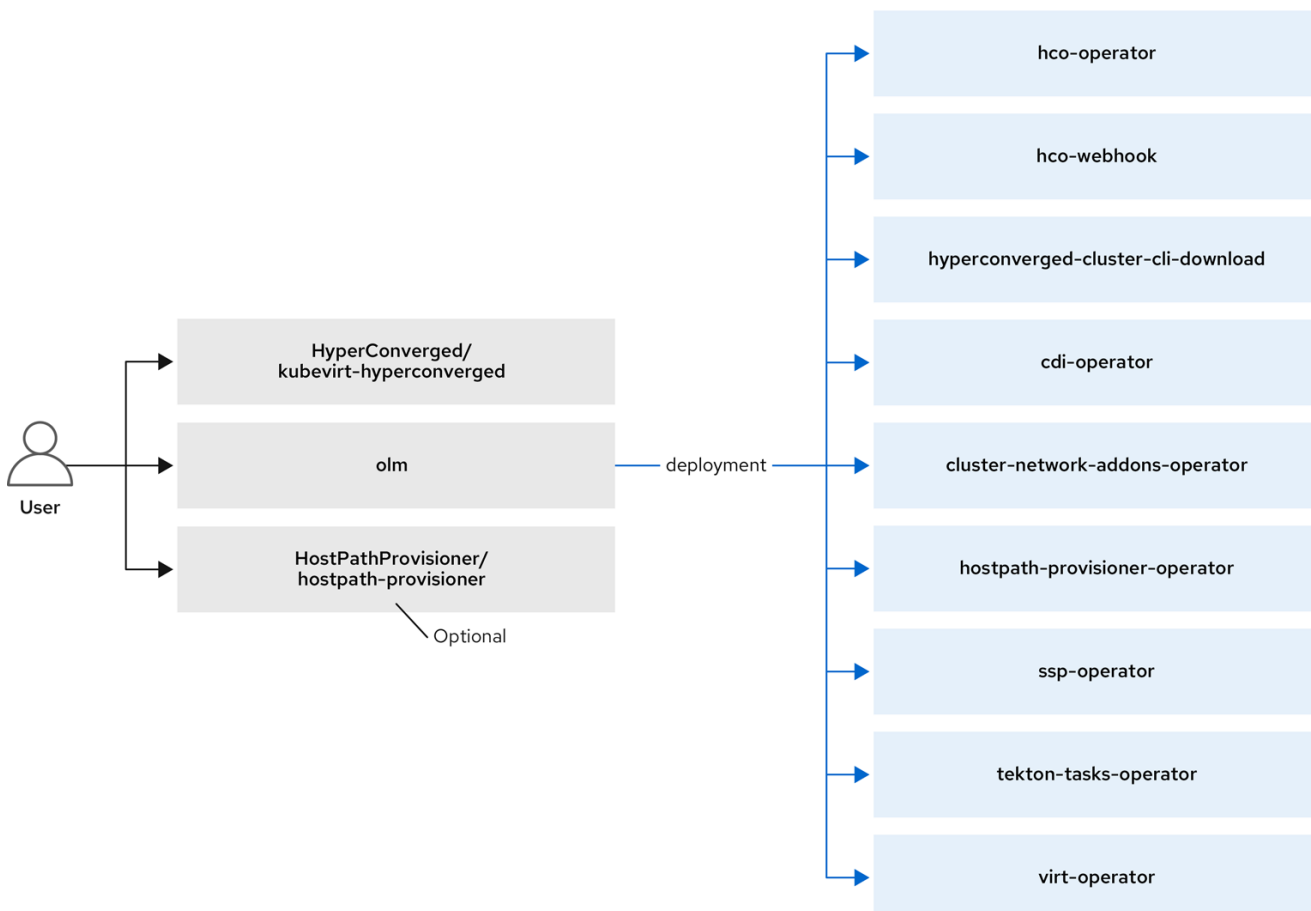 User
HyperConverged/
kubevirt-hyperconverged
olm
HostPathProvisioner/
hostpath-provisioner
Optional
deployment
hco-operator
hco-webhook
hyperconverged-cluster-cli-download
cdi-operator
cluster-network-addons-operator
hostpath-provisioner-operator
ssp-operator
tekton-tasks-operator
virt-operator